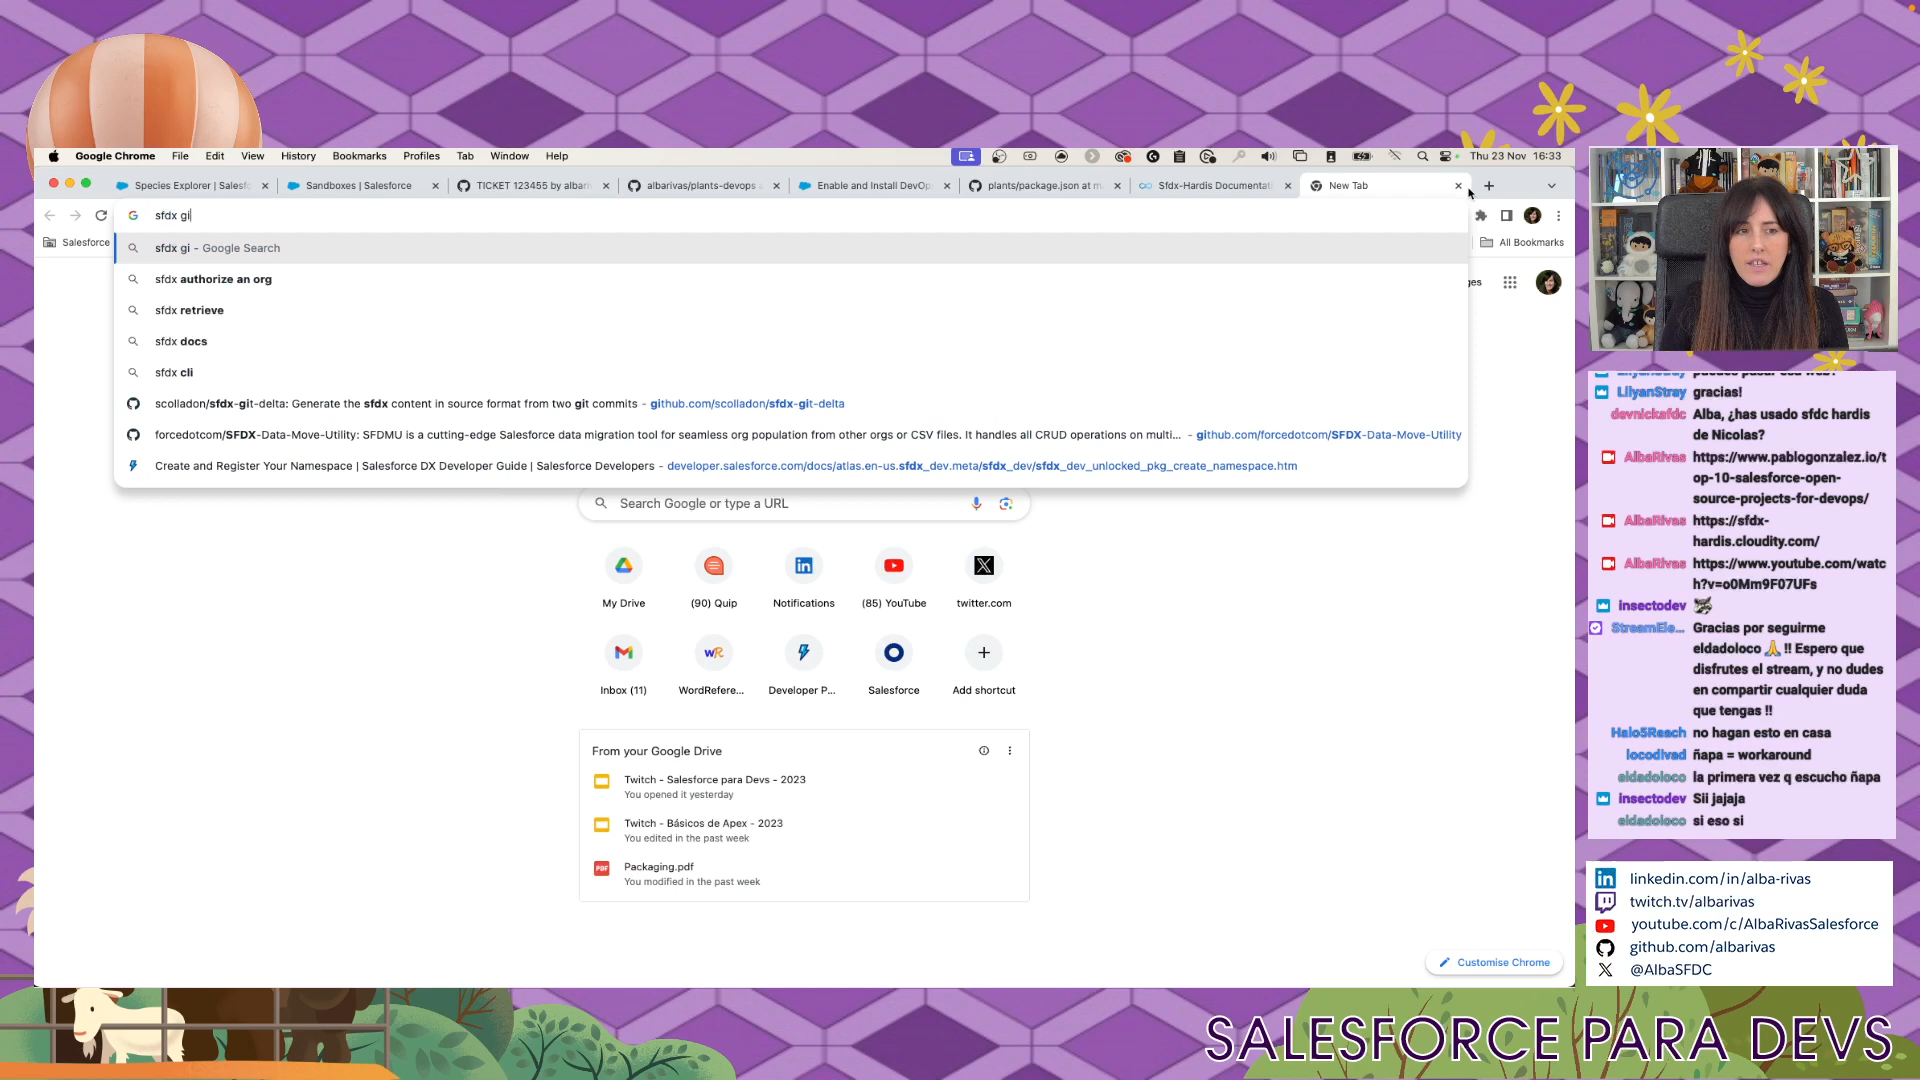 Google Chrome File Edit View History Bookmarks Profiles Tab Window Help
Thu 23 Nov 16:33
Species Explorer | Salesf
Sandboxes | Salesforce
TICKET 123455 by albari
albarivas/plants-devops
Enable and Install DevOp
plants/package.json at m
Sfdx-Hardis Documentat
New Tab
sfdx gi
Salesforce
All Bookmarks
sfdx gi - Google Search
sfdx authorize an org
sfdx retrieve
sfdx docs
sfdx cli
scolladon/sfdx-git-delta: Generate the sfdx content in source format from two git commits - github.com/scolladon/sfdx-git-delta
forcedotcom/SFDX-Data-Move-Utility: SFDMU is a cutting-edge Salesforce data migration tool for seamless org population from other orgs or CSV files. It handles all CRUD operations on multi... - github.com/forcedotcom/SFDX-Data-Move-Utility
Create and Register Your Namespace | Salesforce DX Developer Guide | Salesforce Developers - developer.salesforce.com/docs/atlas.en-us.sfdx_dev.meta/sfdx_dev/sfdx_dev_unlocked_pkg_create_namespace.htm
Search Google or type a URL
My Drive
(90) Quip
Notifications
(85) YouTube
twitter.com
Inbox (11)
WordRefere...
Developer P...
Salesforce
Add shortcut
From your Google Drive
Twitch - Salesforce para Devs - 2023
You opened it yesterday
Twitch - Básicos de Apex - 2023
You edited in the past week
PDF
Packaging.pdf
You modified in the past week
Customise Chrome
LilyanStray gracias!
devnicksfdc Alba, ¿has usado sfdc hardis
de Nicolas?
AlbaRivas https://www.pablogonzalez.io/t
op-10-salesforce-open-
source-projects-for-devops/
AlbaRivas https://sfdx-
hardis.cloudity.com/
AlbaRivas https://www.youtube.com/watc
h?v=o0Mm9F07UFs
insectodev
StreamEle... Gracias por seguirme
eldadoloco 🙏 !! Espero que
disfrutes el stream, y no dudes
en compartir cualquier duda
que tengas !!
Halo5Reach no hagan esto en casa
locodivad ñapa = workaround
eldadoloco la primera vez q escucho ñapa
insectodev Sii jajaja
eldadoloco si eso si
linkedin.com/in/alba-rivas
twitch.tv/albarivas
youtube.com/c/AlbaRivasSalesforce
github.com/albarivas
@AlbaSFDC
SALESFORCE PARA DEVS